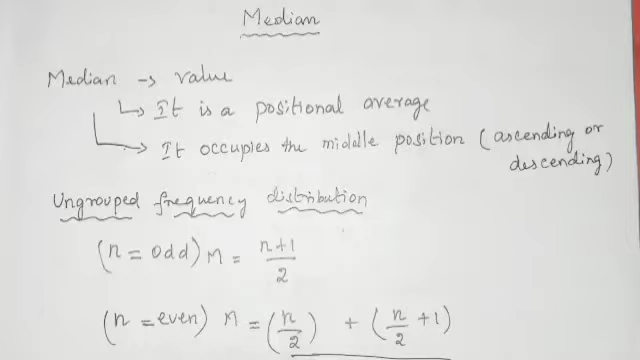 Median
Median -> value
↳ It is a positional average
↳ It occupies the middle position (ascending or
descending)
Ungrouped frequency distribution
(n = odd) M = n+1
2
(n = even) M = (n/2) + (n/2 + 1)